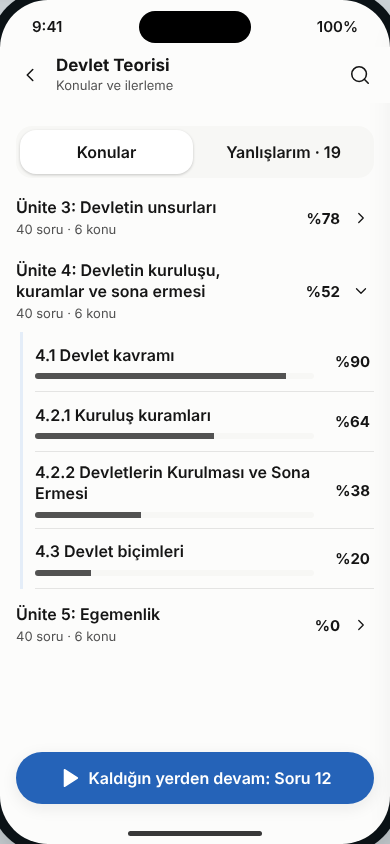 9:41
100%
Devlet Teorisi
Konular ve ilerleme
Konular
Yanlışlarım · 19
Ünite 3: Devletin unsurları
40 soru · 6 konu
%78
Ünite 4: Devletin kuruluşu,
kuramlar ve sona ermesi
40 soru · 6 konu
%52
4.1 Devlet kavramı
%90
4.2.1 Kuruluş kuramları
%64
4.2.2 Devletlerin Kurulması ve Sona
Ermesi
%38
4.3 Devlet biçimleri
%20
Ünite 5: Egemenlik
40 soru · 6 konu
%0
Kaldığın yerden devam: Soru 12